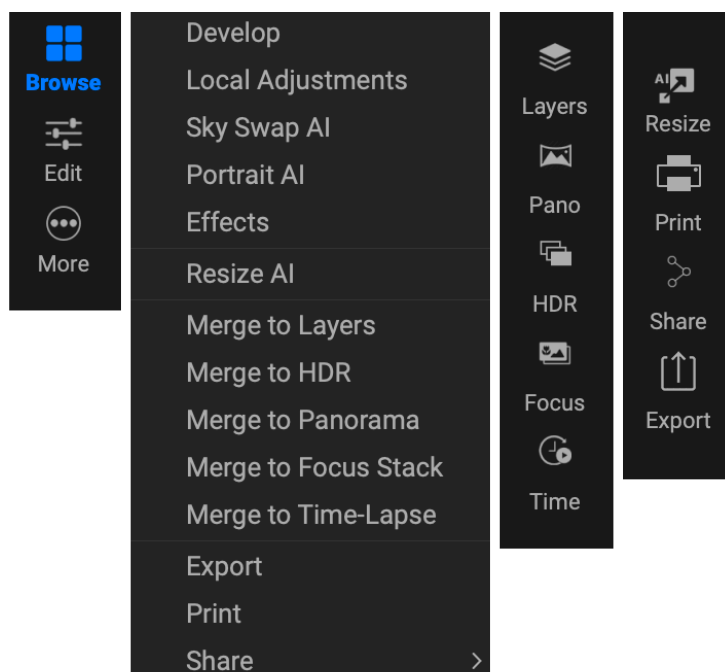 Browse
Edit
More
Develop
Local Adjustments
Sky Swap AI
Portrait AI
Effects
Resize AI
Merge to Layers
Merge to HDR
Merge to Panorama
Merge to Focus Stack
Merge to Time-Lapse
Export
Print
Share
Layers
Pano
HDR
Focus
Time
AI
Resize
Print
Share
Export